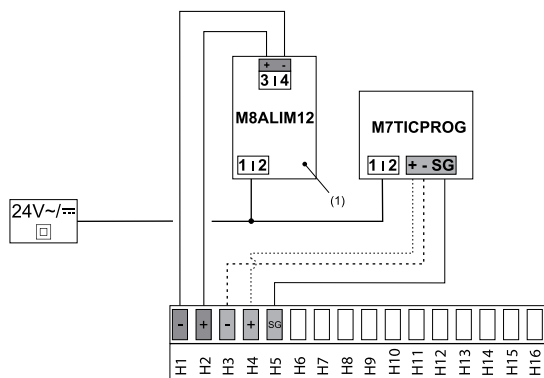 + -
3 4
M8ALIM12
1 2
(1)
M7TICPROG
1 2
+ - SG
24V~/⎓
- + - + SG
H1 H2 H3 H4 H5 H6 H7 H8 H9 H10 H11 H12 H13 H14 H15 H16